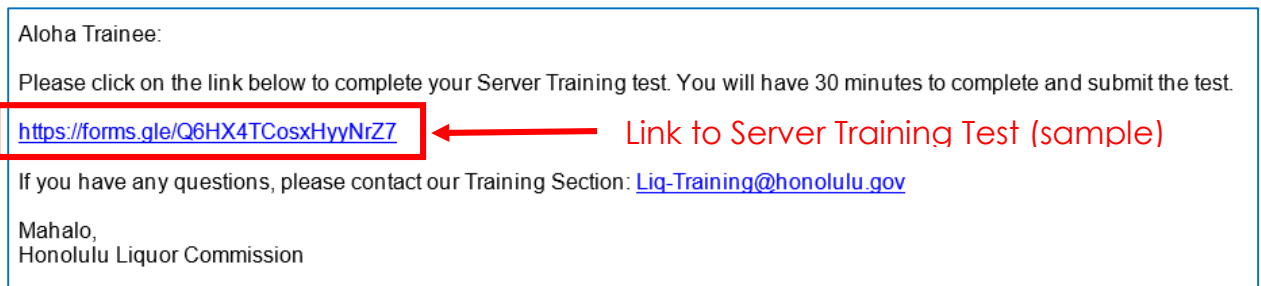 Aloha Trainee:
Please click on the link below to complete your Server Training test. You will have 30 minutes to complete and submit the test.
https://forms.gle/Q6HX4TCosxHyyNrZ7
Link to Server Training Test (sample)
If you have any questions, please contact our Training Section: Liq-Training@honolulu.gov
Mahalo,
Honolulu Liquor Commission